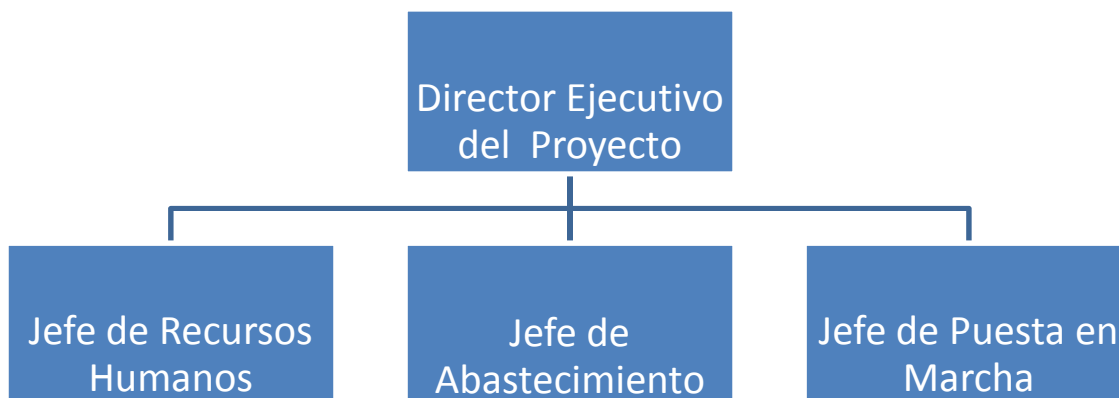 Director Ejecutivo
del Proyecto
Jefe de Recursos
Humanos
Jefe de
Abastecimiento
Jefe de Puesta en
Marcha